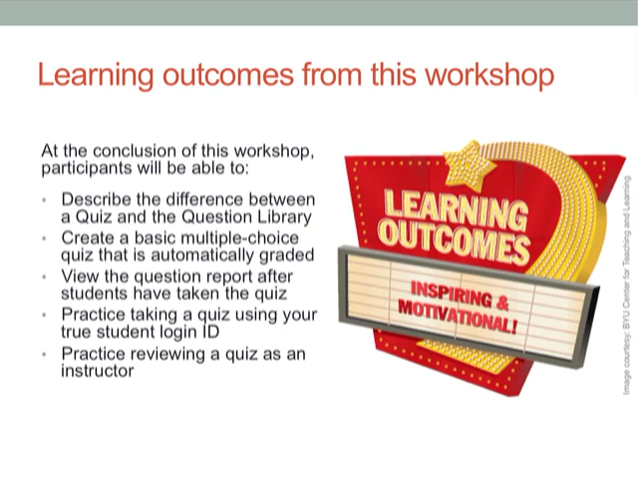 Learning outcomes from this workshop
At the conclusion of this workshop,
participants will be able to:
• Describe the difference between
a Quiz and the Question Library
• Create a basic multiple-choice
quiz that is automatically graded
• View the question report after
students have taken the quiz
• Practice taking a quiz using your
true student login ID
• Practice reviewing a quiz as an
instructor
LEARNING
OUTCOMES
INSPIRING &
MOTIVATIONAL!
Image courtesy: BYU Center for Teaching and Learning